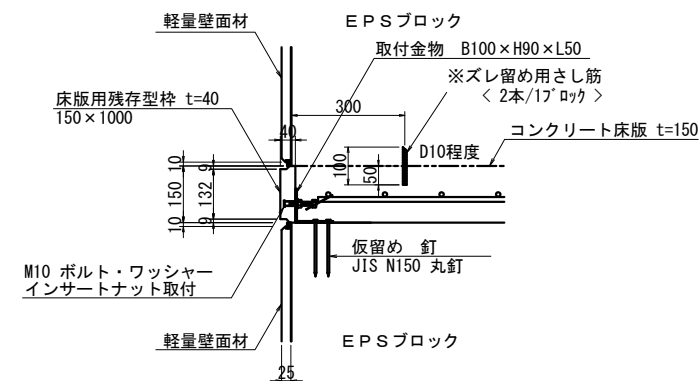 軽量壁面材
EPSブロック
取付金物 B100×H90×L50
※ズレ留め用さし筋
< 2本/1ﾌﾞﾛｯｸ >
床版用残存型枠 t=40
150×1000
300
40
コンクリート床版 t=150
D10程度
100
50
10
9
150
132
10
9
仮留め 釘
JIS N150 丸釘
M10 ボルト・ワッシャー
インサートナット取付
軽量壁面材
EPSブロック
25